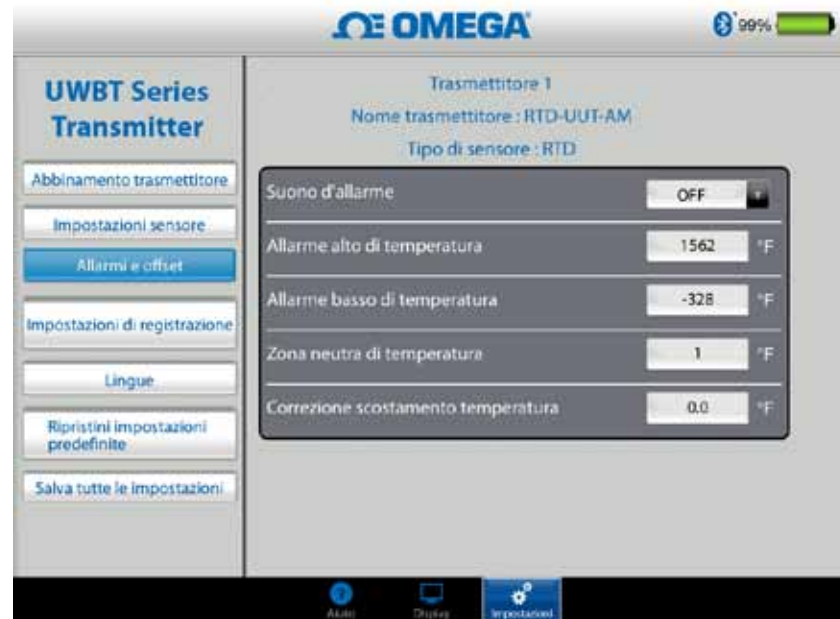 OMEGA
99%
UWBT Series
Transmitter
Abbinamento trasmettitore
Impostazioni sensore
Allarmi e offset
Impostazioni di registrazione
Lingue
Ripristini impostazioni
predefinite
Salva tutte le impostazioni
Trasmettitore 1
Nome trasmettitore : RTD-UUT-AM
Tipo di sensore : RTD
Suono d'allarme OFF
Allarme alto di temperatura 1562 °F
Allarme basso di temperatura -328 °F
Zona neutra di temperatura 1 °F
Correzione scostamento temperatura 0.0 °F
Aiuto Display Impostazioni